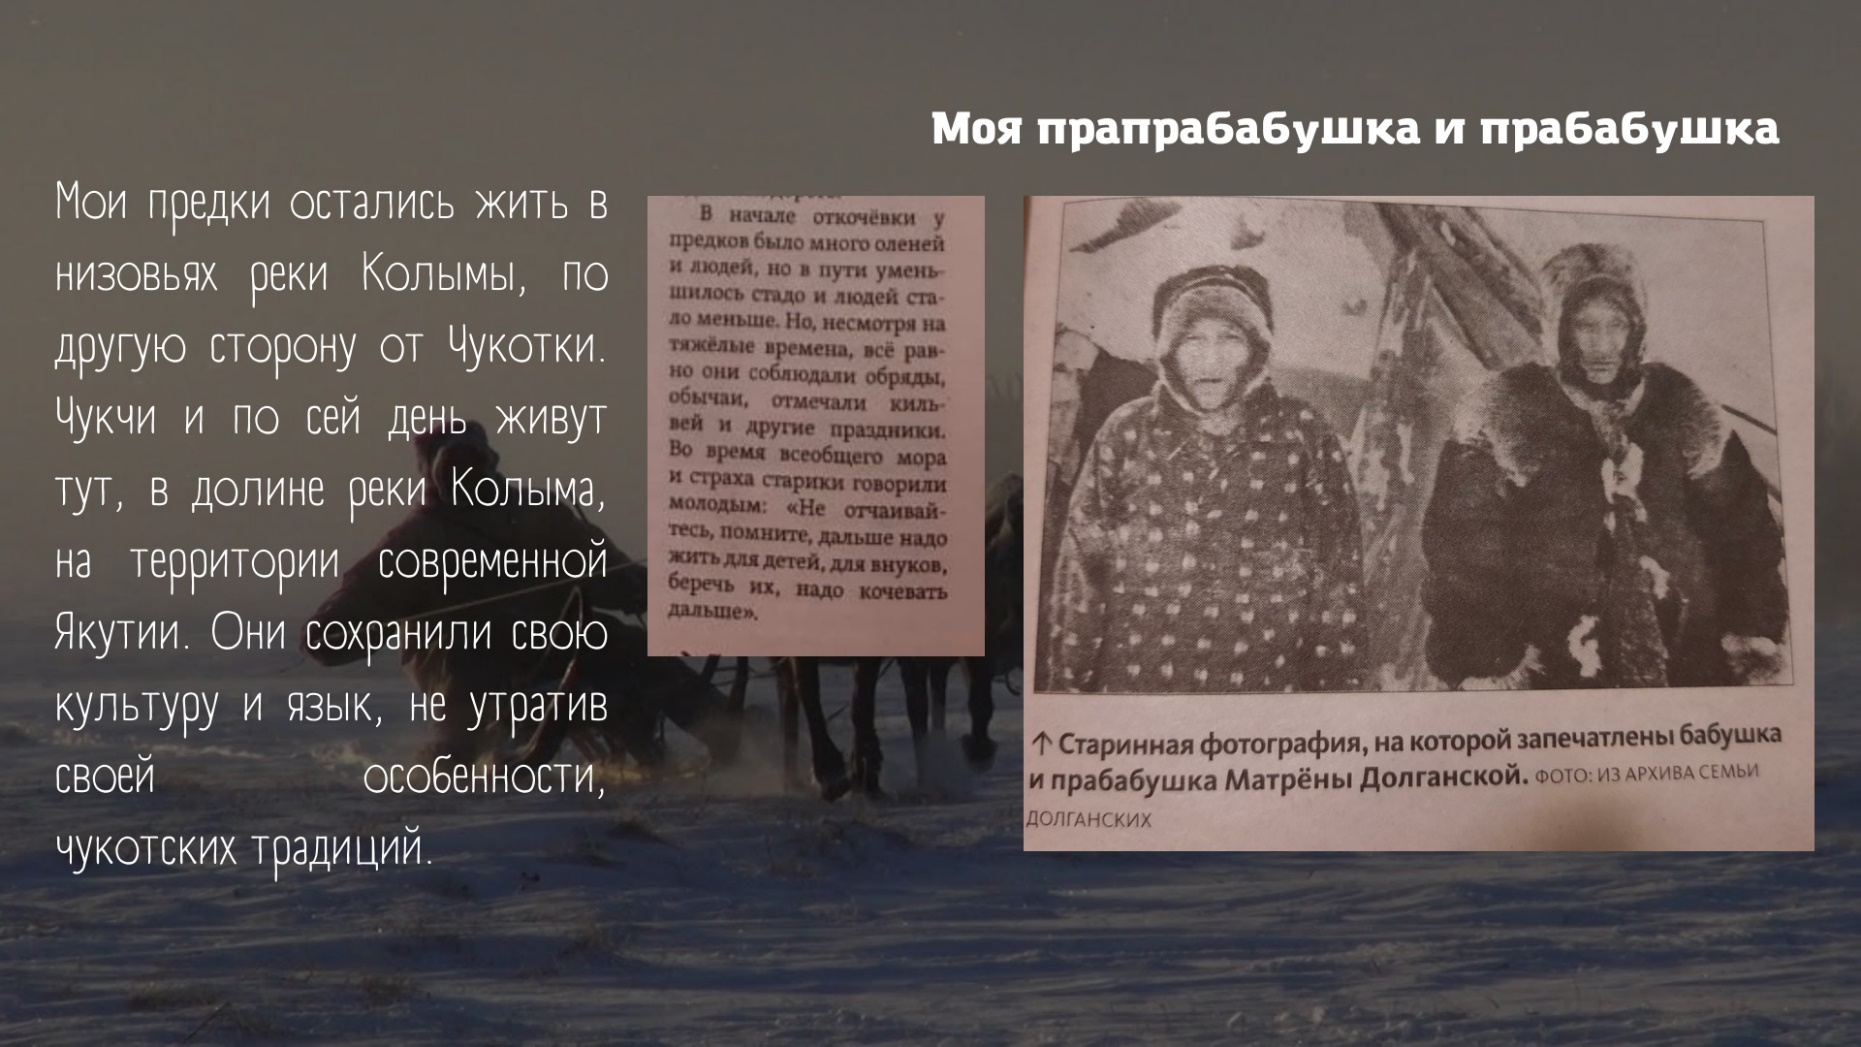 Моя прапрабабушка и прабабушка
Мои предки остались жить в
низовьях реки Колымы, по
другую сторону от Чукотки.
Чукчи и по сей день живут
тут, в долине реки Колыма,
на территории современной
Якутии. Они сохранили свою
культуру и язык, не утратив
своей особенности,
чукотских традиций.
В начале откочёвки у
предков было много оленей
и людей, но в пути умень-
шилось стадо и людей ста-
ло меньше. Но, несмотря на
тяжёлые времена, всё рав-
но они соблюдали обряды,
обычаи, отмечали киль-
вей и другие праздники.
Во время всеобщего мора
и страха старики говорили
молодым: «Не отчаивай-
тесь, помните, дальше надо
жить для детей, для внуков,
беречь их, надо кочевать
дальше».
↑ Старинная фотография, на которой запечатлены бабушка
и прабабушка Матрёны Долганской. ФОТО: ИЗ АРХИВА СЕМЬИ
ДОЛГАНСКИХ